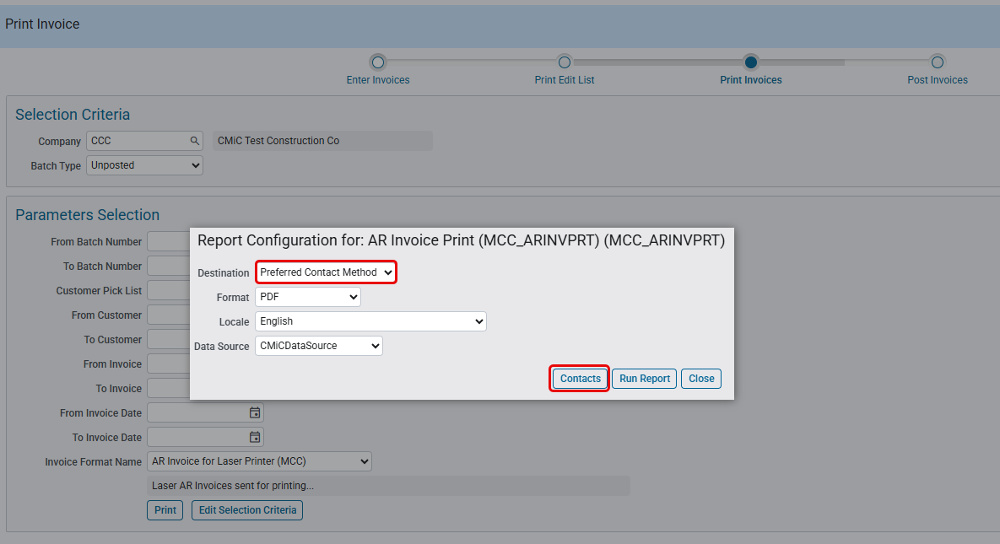 Print Invoice
Enter Invoices
Print Edit List
Print Invoices
Post Invoices
Selection Criteria
Company CCC CMiC Test Construction Co
Batch Type Unposted
Parameters Selection
From Batch Number
To Batch Number
Customer Pick List
From Customer
To Customer
From Invoice
To Invoice
From Invoice Date
To Invoice Date
Invoice Format Name AR Invoice for Laser Printer (MCC)
Laser AR Invoices sent for printing...
Print Edit Selection Criteria
Report Configuration for: AR Invoice Print (MCC_ARINVPRT) (MCC_ARINVPRT)
Destination Preferred Contact Method
Format PDF
Locale English
Data Source CMiCDataSource
Contacts Run Report Close